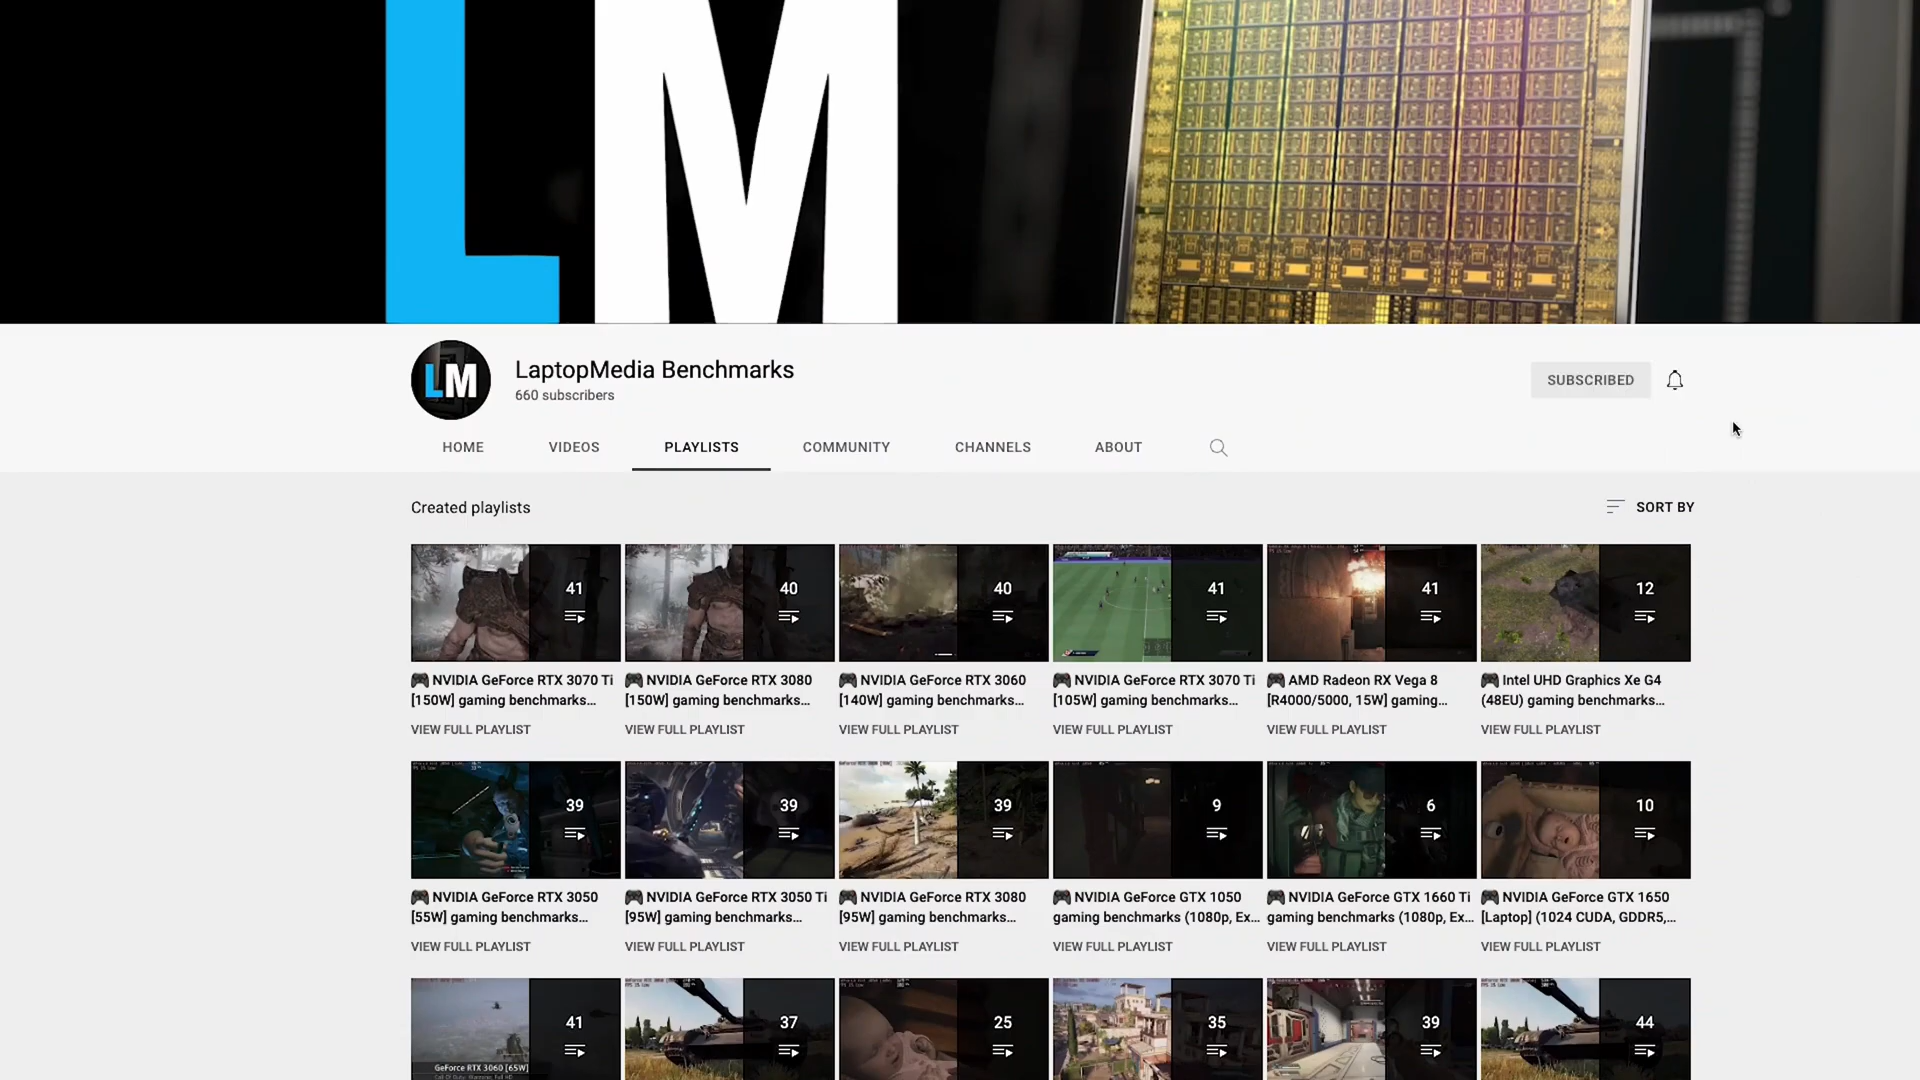 LM
LM
LaptopMedia Benchmarks
660 subscribers
SUBSCRIBED
HOME VIDEOS PLAYLISTS COMMUNITY CHANNELS ABOUT
Created playlists
SORT BY
41 40 40 41 41 12
🎮 NVIDIA GeForce RTX 3070 Ti
[150W] gaming benchmarks...
VIEW FULL PLAYLIST
🎮 NVIDIA GeForce RTX 3080
[150W] gaming benchmarks...
VIEW FULL PLAYLIST
🎮 NVIDIA GeForce RTX 3060
[140W] gaming benchmarks...
VIEW FULL PLAYLIST
🎮 NVIDIA GeForce RTX 3070 Ti
[105W] gaming benchmarks...
VIEW FULL PLAYLIST
🎮 AMD Radeon RX Vega 8
[R4000/5000, 15W] gaming...
VIEW FULL PLAYLIST
🎮 Intel UHD Graphics Xe G4
(48EU) gaming benchmarks...
VIEW FULL PLAYLIST
39 39 39 9 6 10
🎮 NVIDIA GeForce RTX 3050
[55W] gaming benchmarks...
VIEW FULL PLAYLIST
🎮 NVIDIA GeForce RTX 3050 Ti
[95W] gaming benchmarks...
VIEW FULL PLAYLIST
🎮 NVIDIA GeForce RTX 3080
[95W] gaming benchmarks...
VIEW FULL PLAYLIST
🎮 NVIDIA GeForce GTX 1050
gaming benchmarks (1080p, Ex...
VIEW FULL PLAYLIST
🎮 NVIDIA GeForce GTX 1660 Ti
gaming benchmarks (1080p, Ex...
VIEW FULL PLAYLIST
🎮 NVIDIA GeForce GTX 1650
[Laptop] (1024 CUDA, GDDR5,...
VIEW FULL PLAYLIST
41 37 25 35 39 44
GeForce RTX 3060 [65W]